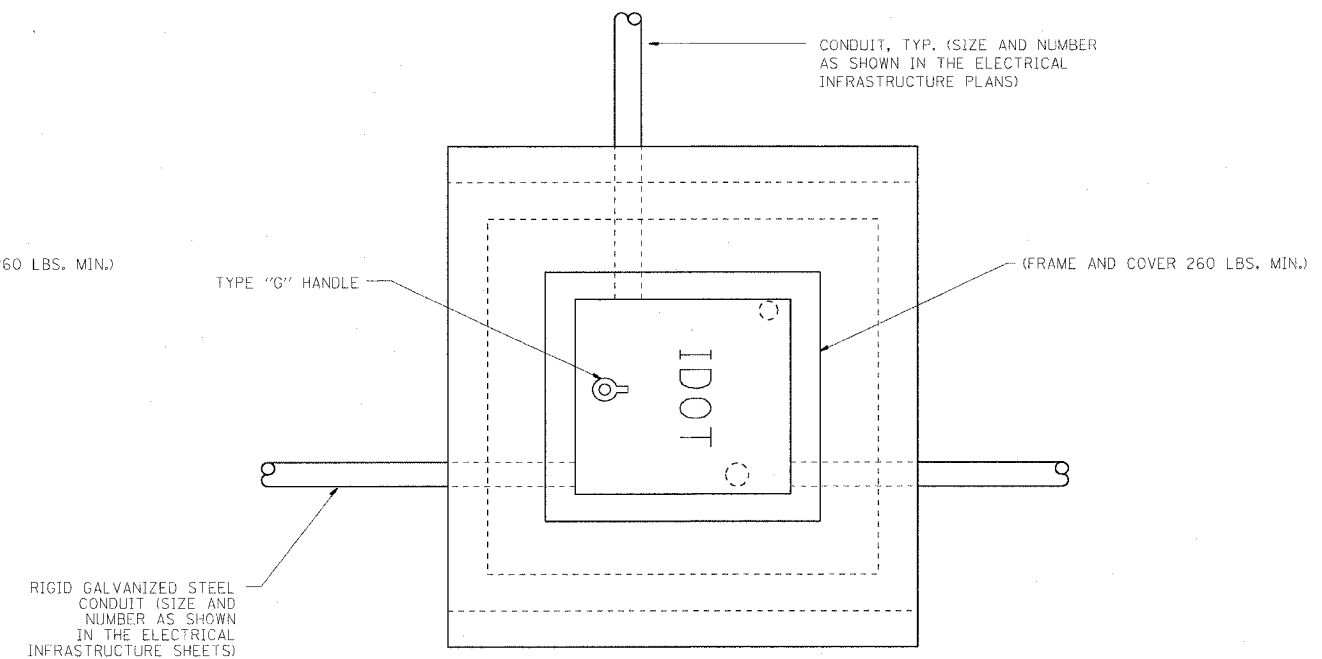 CONDUIT, TYP. (SIZE AND NUMBER
AS SHOWN IN THE ELECTRICAL
INFRASTRUCTURE PLANS)
60 LBS. MIN.)
TYPE "G" HANDLE
(FRAME AND COVER 260 LBS. MIN.)
IDOT
RIGID GALVANIZED STEEL
CONDUIT (SIZE AND
NUMBER AS SHOWN
IN THE ELECTRICAL
INFRASTRUCTURE SHEETS)